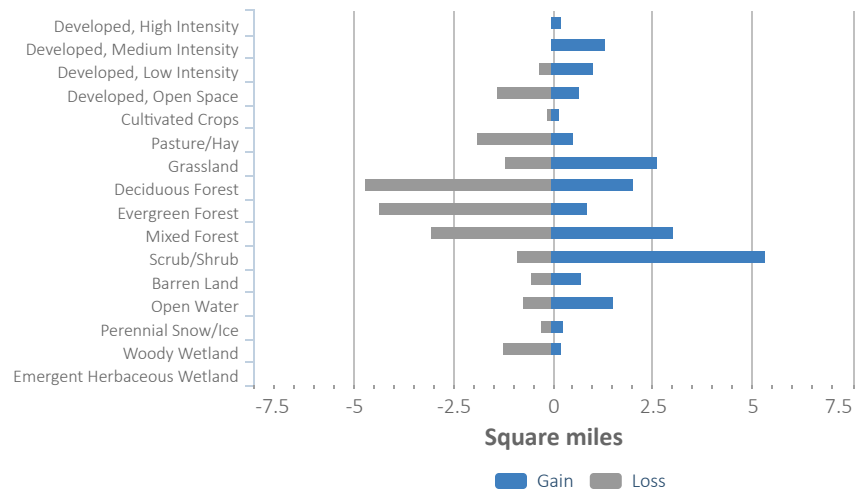 Developed, High Intensity
Developed, Medium Intensity
Developed, Low Intensity
Developed, Open Space
Cultivated Crops
Pasture/Hay
Grassland
Deciduous Forest
Evergreen Forest
Mixed Forest
Scrub/Shrub
Barren Land
Open Water
Perennial Snow/Ice
Woody Wetland
Emergent Herbaceous Wetland
-7.5 -5 -2.5 0 2.5 5 7.5
Square miles
Gain Loss